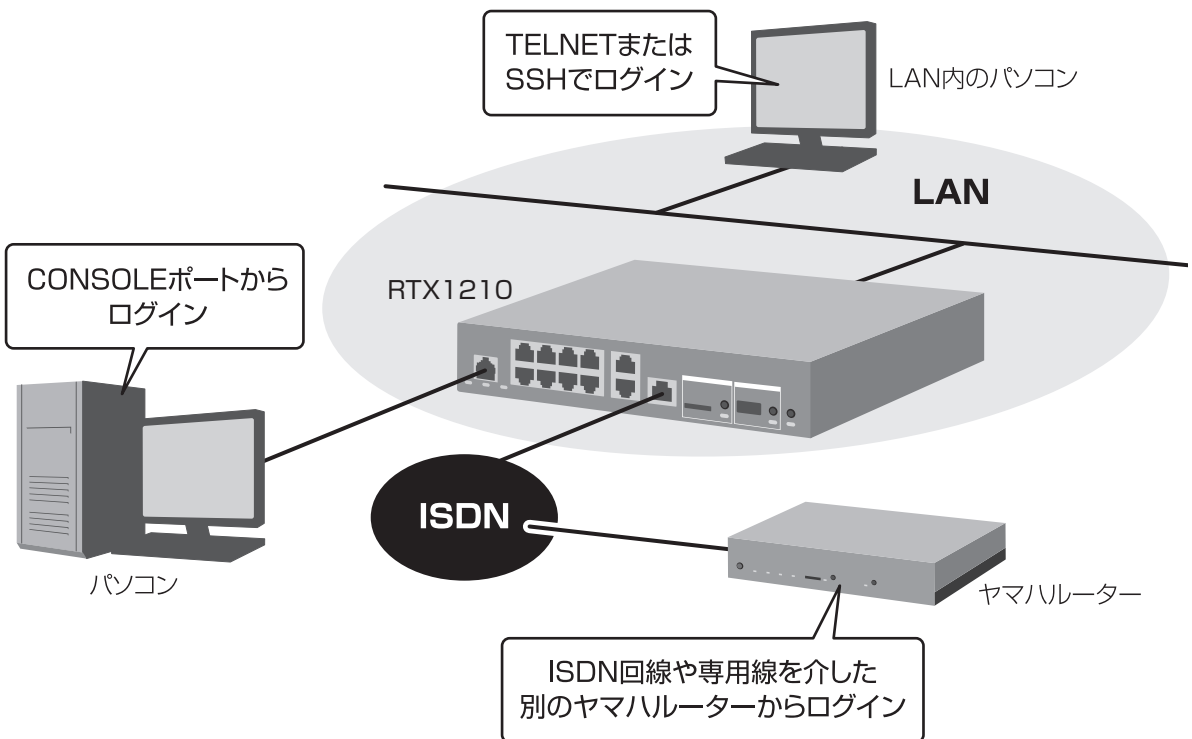 TELNETまたは
SSHでログイン
LAN内のパソコン
LAN
CONSOLEポートから
ログイン
RTX1210
ISDN
パソコン
ヤマハルーター
ISDN回線や専用線を介した
別のヤマハルーターからログイン